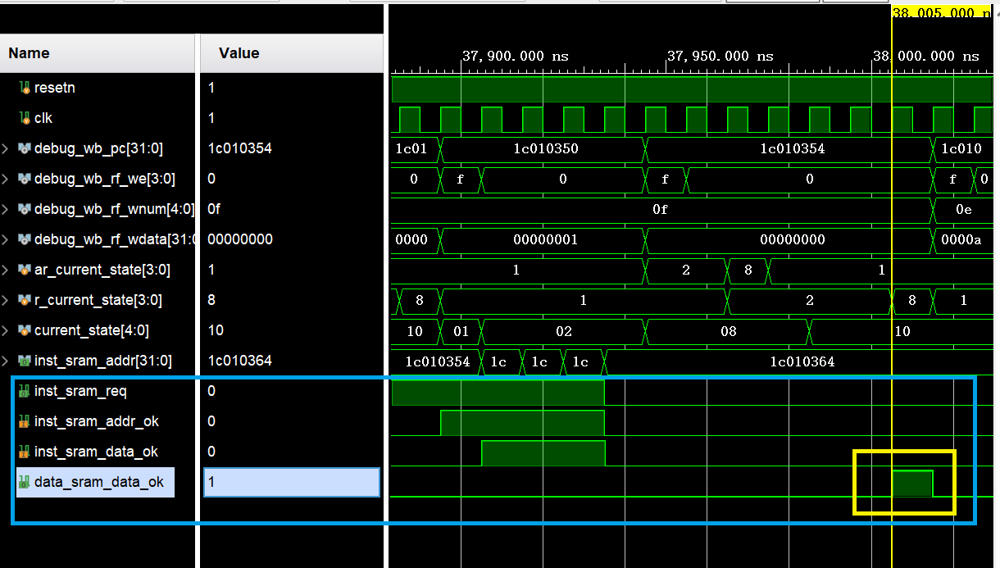 38,005.000 n
Name Value
37,900.000 ns 37,950.000 ns 38,000.000 ns
resetn 1
clk 1
debug_wb_pc[31:0] 1c010354 1c01 1c010350 1c010354 1c010
debug_wb_rf_we[3:0] 0 0 f 0 f 0 f 0
debug_wb_rf_wnum[4:0] 0f 0f 0e
debug_wb_rf_wdata[31:0 00000000 0000 00000001 00000000 0000a
ar_current_state[3:0] 1 1 2 8 1
r_current_state[3:0] 8 8 1 2 8 1
current_state[4:0] 10 10 01 02 08 10
inst_sram_addr[31:0] 1c010364 1c010354 1c 1c 1c 1c010364
inst_sram_req 0
inst_sram_addr_ok 0
inst_sram_data_ok 0
data_sram_data_ok 1